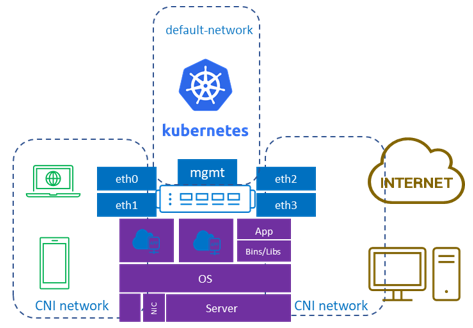 default-network
kubernetes
mgmt
eth0
eth2
eth1
eth3
INTERNET
App
Bins/Libs
OS
CNI network
NIC
Server
CNI network